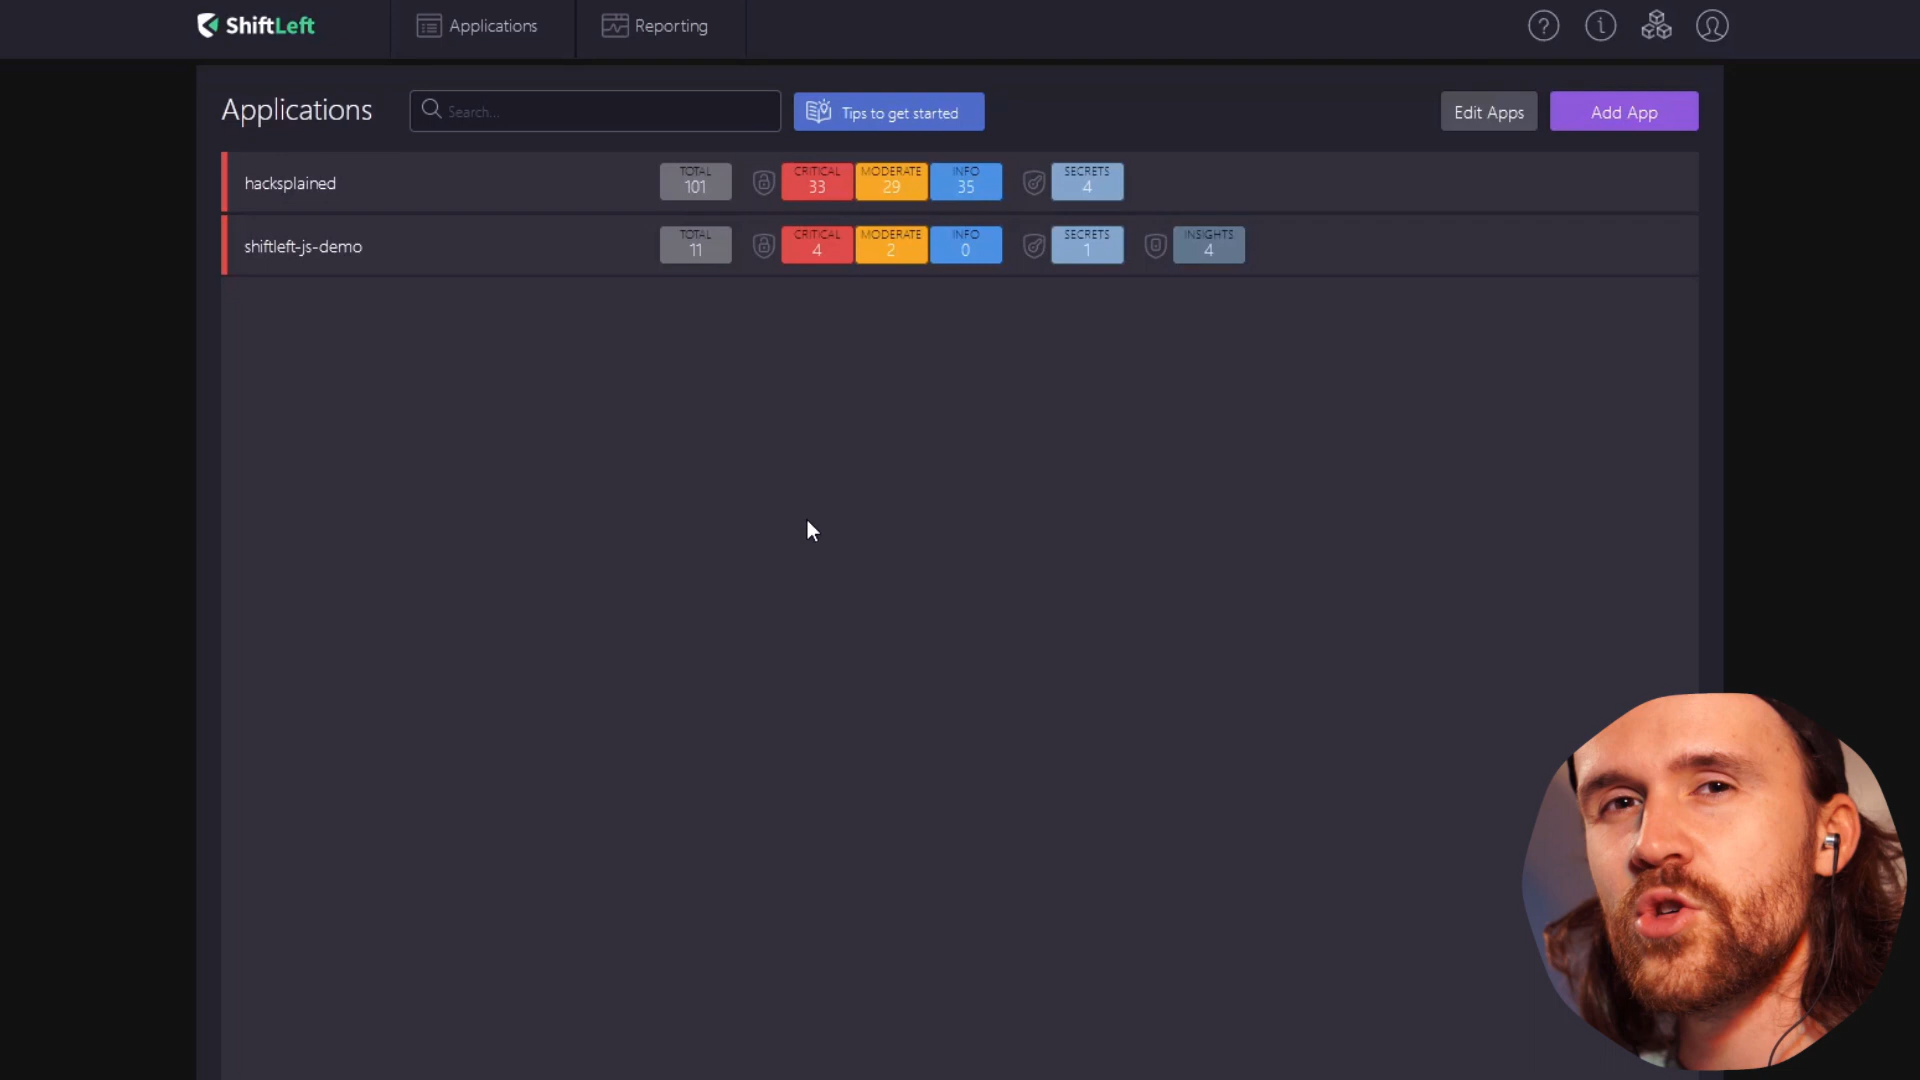 ShiftLeft
Applications
Reporting
Applications
Search...
Tips to get started
Edit Apps
Add App
hacksplained
TOTAL
101
CRITICAL
33
MODERATE
29
INFO
35
SECRETS
4
shiftleft-js-demo
TOTAL
11
CRITICAL
4
MODERATE
2
INFO
0
SECRETS
1
INSIGHTS
4